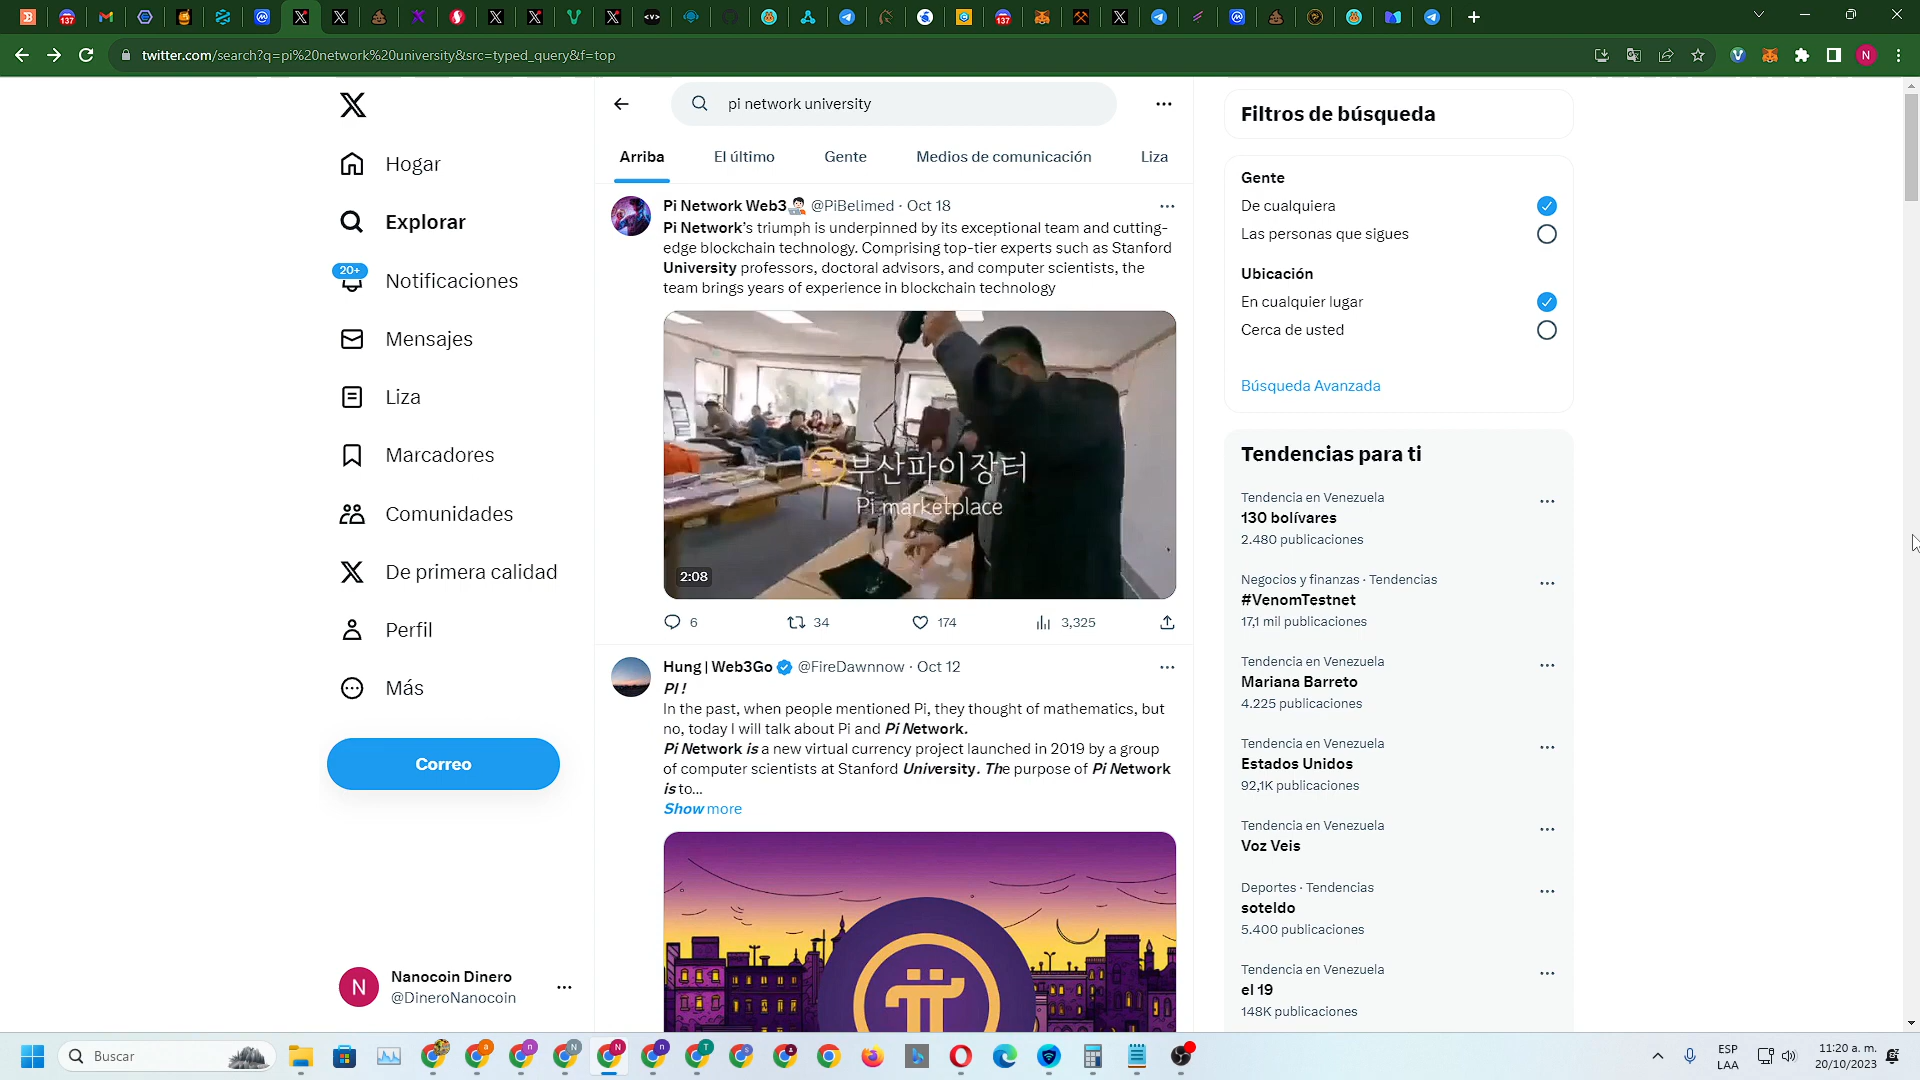 twitter.com/search?q=pi%20network%20university&src=typed_query&f=top
N
pi network university
Arriba
El último
Gente
Medios de comunicación
Liza
Hogar
Explorar
20+
Notificaciones
Mensajes
Liza
Marcadores
Comunidades
De primera calidad
Perfil
Más
Correo
N
Nanocoin Dinero
@DineroNanocoin
Pi Network Web3 @PiBelimed · Oct 18
Pi Network's triumph is underpinned by its exceptional team and cutting-
edge blockchain technology. Comprising top-tier experts such as Stanford
University professors, doctoral advisors, and computer scientists, the
team brings years of experience in blockchain technology
부산파이장터
Pi marketplace
2:08
6
34
174
3,325
Hung | Web3Go @FireDawnnow · Oct 12
PI !
In the past, when people mentioned Pi, they thought of mathematics, but
no, today I will talk about Pi and Pi Network.
Pi Network is a new virtual currency project launched in 2019 by a group
of computer scientists at Stanford University. The purpose of Pi Network
is to...
Show more
Filtros de búsqueda
Gente
De cualquiera
Las personas que sigues
Ubicación
En cualquier lugar
Cerca de usted
Búsqueda Avanzada
Tendencias para ti
Tendencia en Venezuela
130 bolívares
2.480 publicaciones
Negocios y finanzas · Tendencias
#VenomTestnet
17,1 mil publicaciones
Tendencia en Venezuela
Mariana Barreto
4.225 publicaciones
Tendencia en Venezuela
Estados Unidos
92,1K publicaciones
Tendencia en Venezuela
Voz Veis
Deportes · Tendencias
soteldo
5.400 publicaciones
Tendencia en Venezuela
el 19
148K publicaciones
Buscar
ESP
LAA
11:20 a. m.
20/10/2023